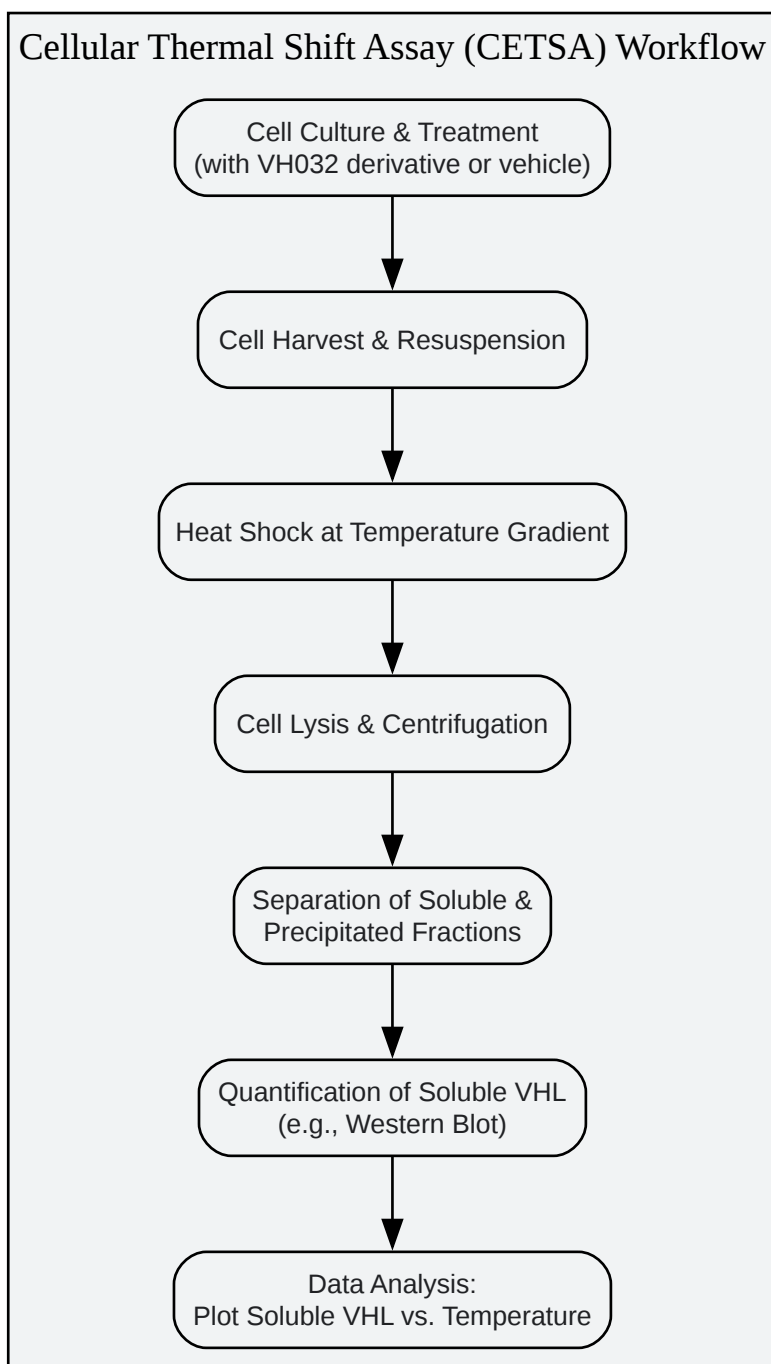 Cellular Thermal Shift Assay (CETSA) Workflow
Cell Culture & Treatment
(with VH032 derivative or vehicle)
Cell Harvest & Resuspension
Heat Shock at Temperature Gradient
Cell Lysis & Centrifugation
Separation of Soluble &
Precipitated Fractions
Quantification of Soluble VHL
(e.g., Western Blot)
Data Analysis:
Plot Soluble VHL vs. Temperature